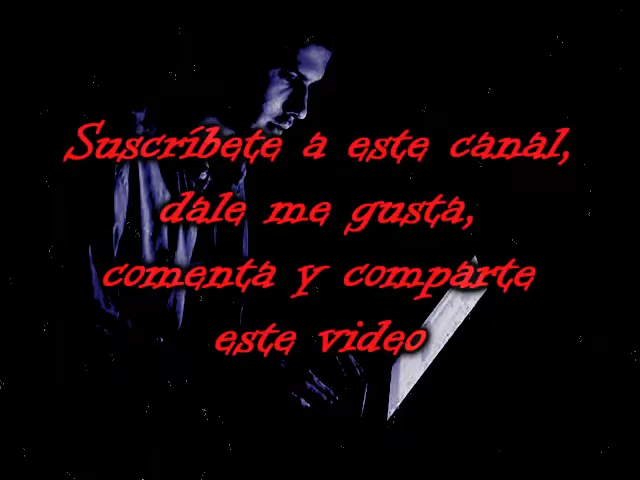 Suscríbete a este canal,
dale me gusta,
comenta y comparte
este video